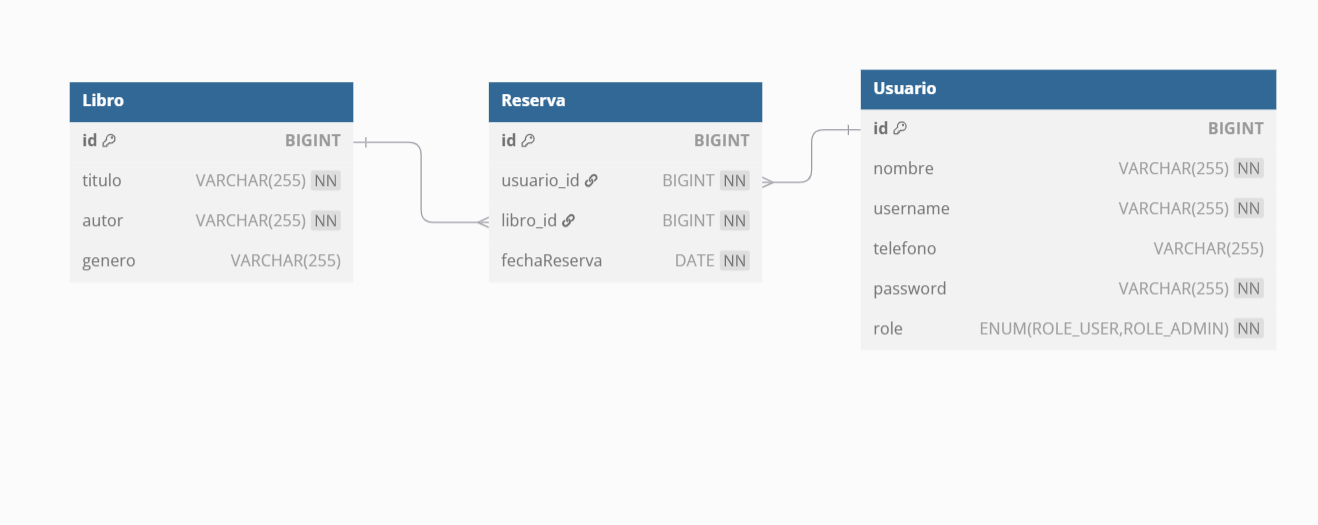 Libro
id BIGINT
titulo VARCHAR(255) NN
autor VARCHAR(255) NN
genero VARCHAR(255)
Reserva
id BIGINT
usuario_id BIGINT NN
libro_id BIGINT NN
fechaReserva DATE NN
Usuario
id BIGINT
nombre VARCHAR(255) NN
username VARCHAR(255) NN
telefono VARCHAR(255)
password VARCHAR(255) NN
role ENUM(ROLE_USER,ROLE_ADMIN) NN